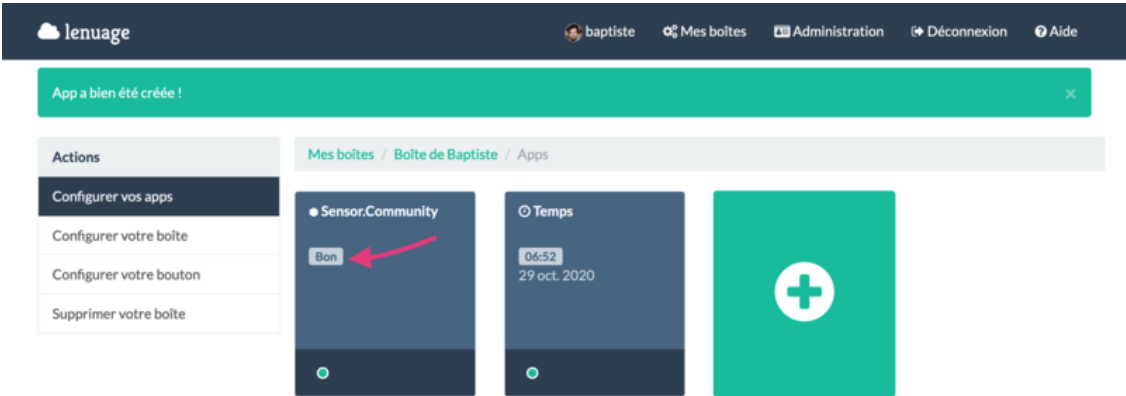 lenuage
baptiste
Mes boîtes
Administration
Déconnexion
Aide
App a bien été créée !
×
Actions
Configurer vos apps
Configurer votre boîte
Configurer votre bouton
Supprimer votre boîte
Mes boîtes / Boîte de Baptiste / Apps
Sensor.Community
Bon
Temps
06:52
29 oct. 2020